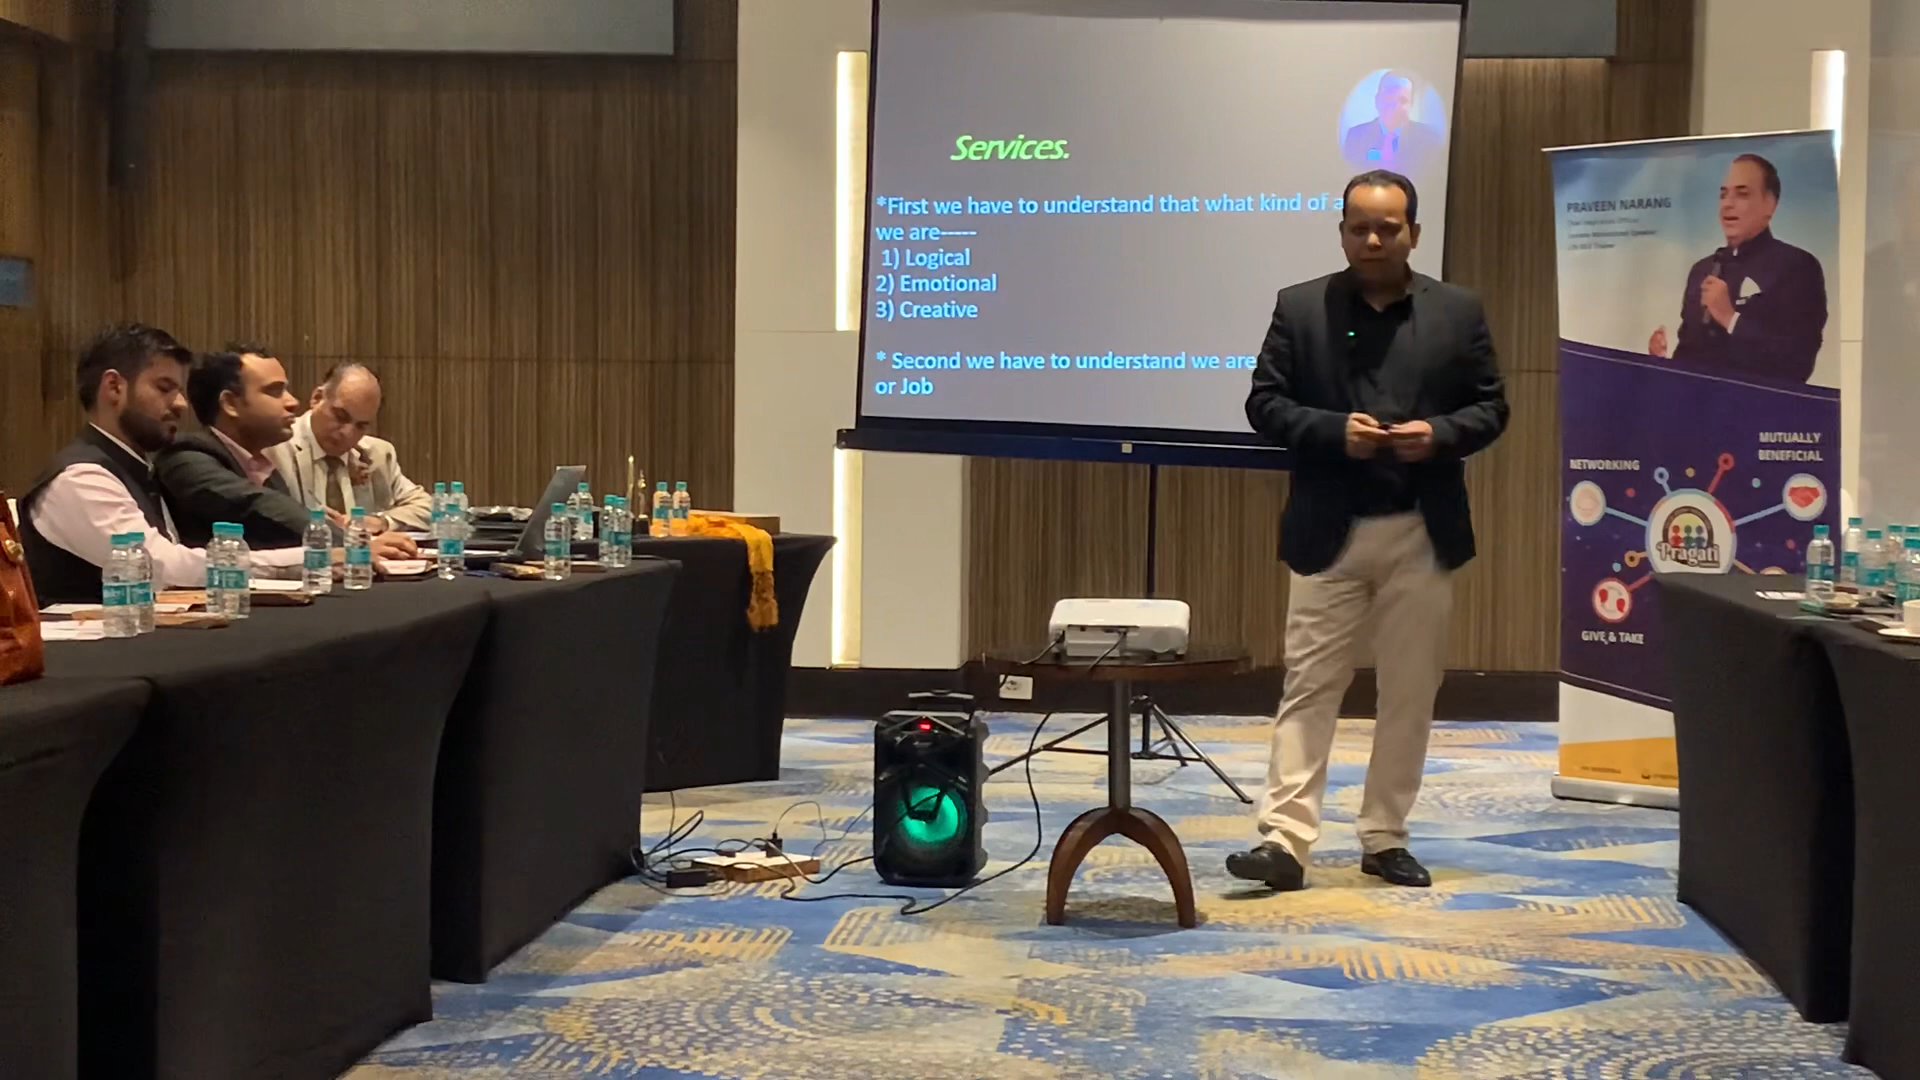 Services.
*First we have to understand that what kind of a
we are-----
1) Logical
2) Emotional
3) Creative
* Second we have to understand we are
or Job
PRAVEEN NARANG
MUTUALLY
BENEFICIAL
NETWORKING
Pragati
GIVE & TAKE